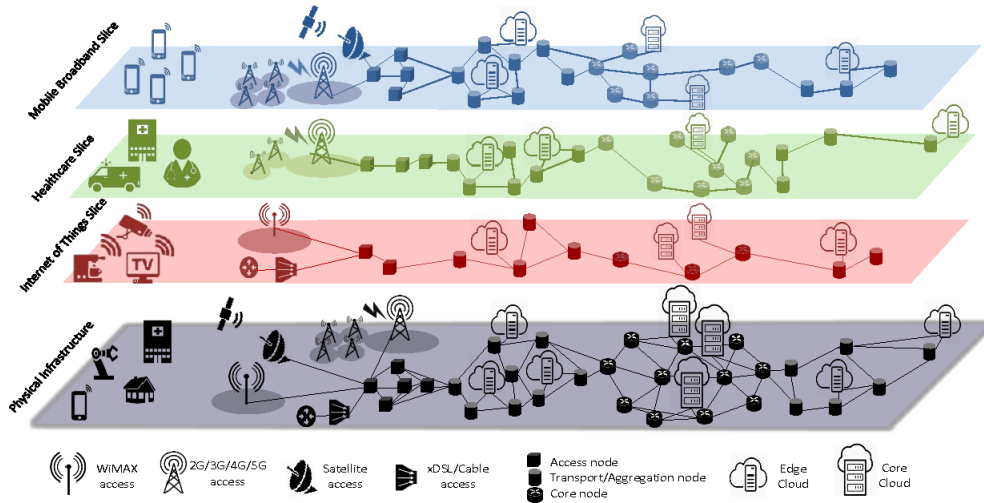 Mobile Broadband Slice
Healthcare Slice
Internet of Things Slice
TV
Physical Infrastructure
WiMAX
access
2G/3G/4G/5G
access
Satellite
access
xDSL/Cable
access
Access node
Transport/Aggregation node
Core node
Edge
Cloud
Core
Cloud